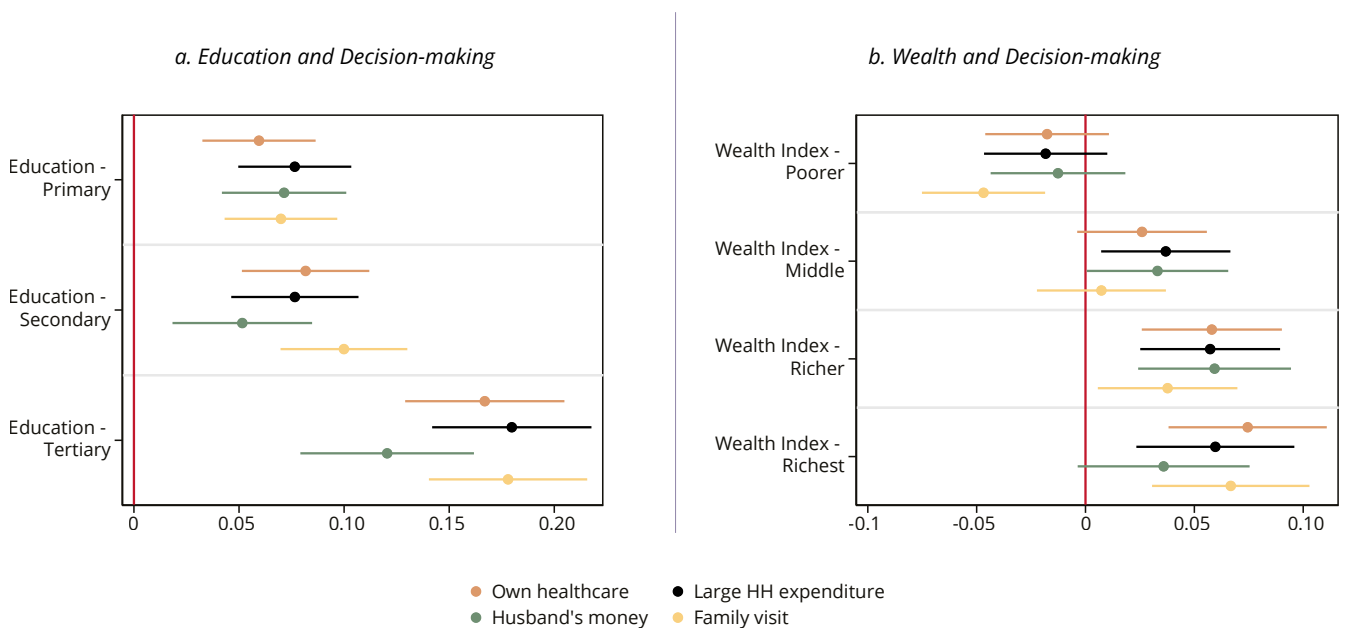 a. Education and Decision-making
Education -
Primary
Education -
Secondary
Education -
Tertiary
0 0.05 0.10 0.15 0.20
b. Wealth and Decision-making
Wealth Index -
Poorer
Wealth Index -
Middle
Wealth Index -
Richer
Wealth Index -
Richest
-0.1 -0.05 0 0.05 0.10
Own healthcare Large HH expenditure
Husband's money Family visit